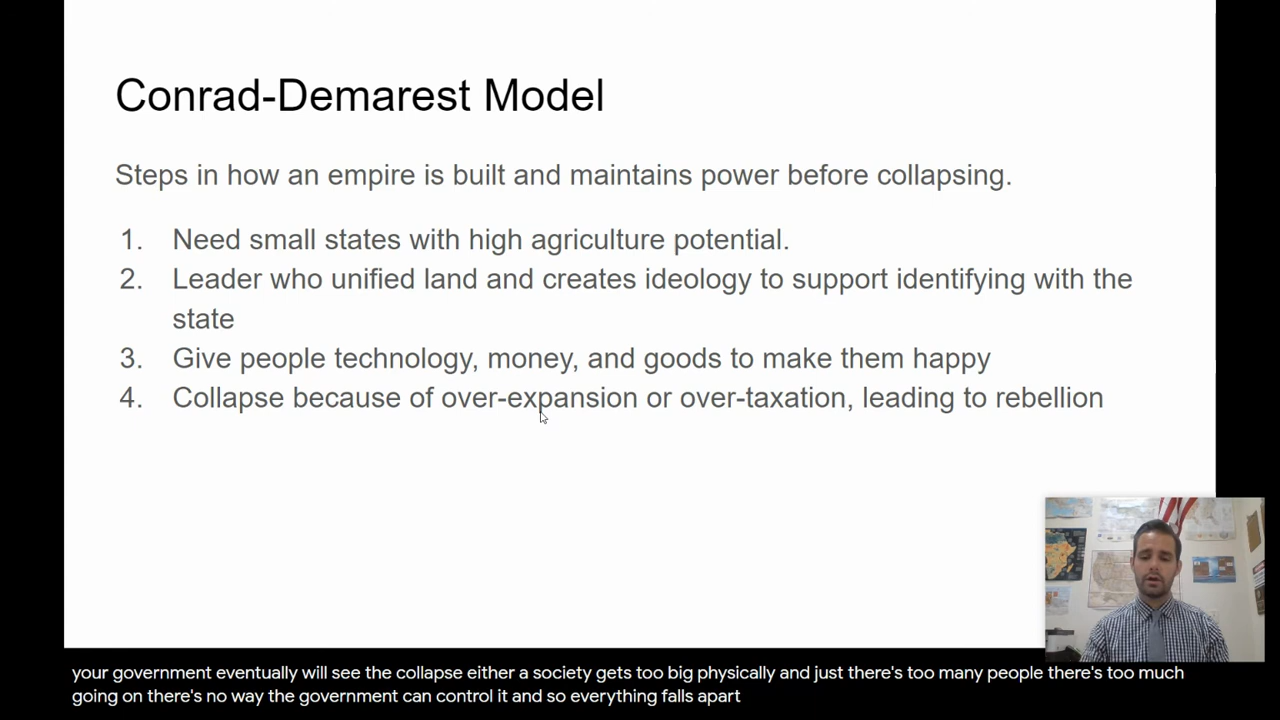 Conrad-Demarest Model
Steps in how an empire is built and maintains power before collapsing.
1. Need small states with high agriculture potential.
2. Leader who unified land and creates ideology to support identifying with the
state
3. Give people technology, money, and goods to make them happy
4. Collapse because of over-expansion or over-taxation, leading to rebellion
your government eventually will see the collapse either a society gets too big physically and just there's too many people there's too much
going on there's no way the government can control it and so everything falls apart